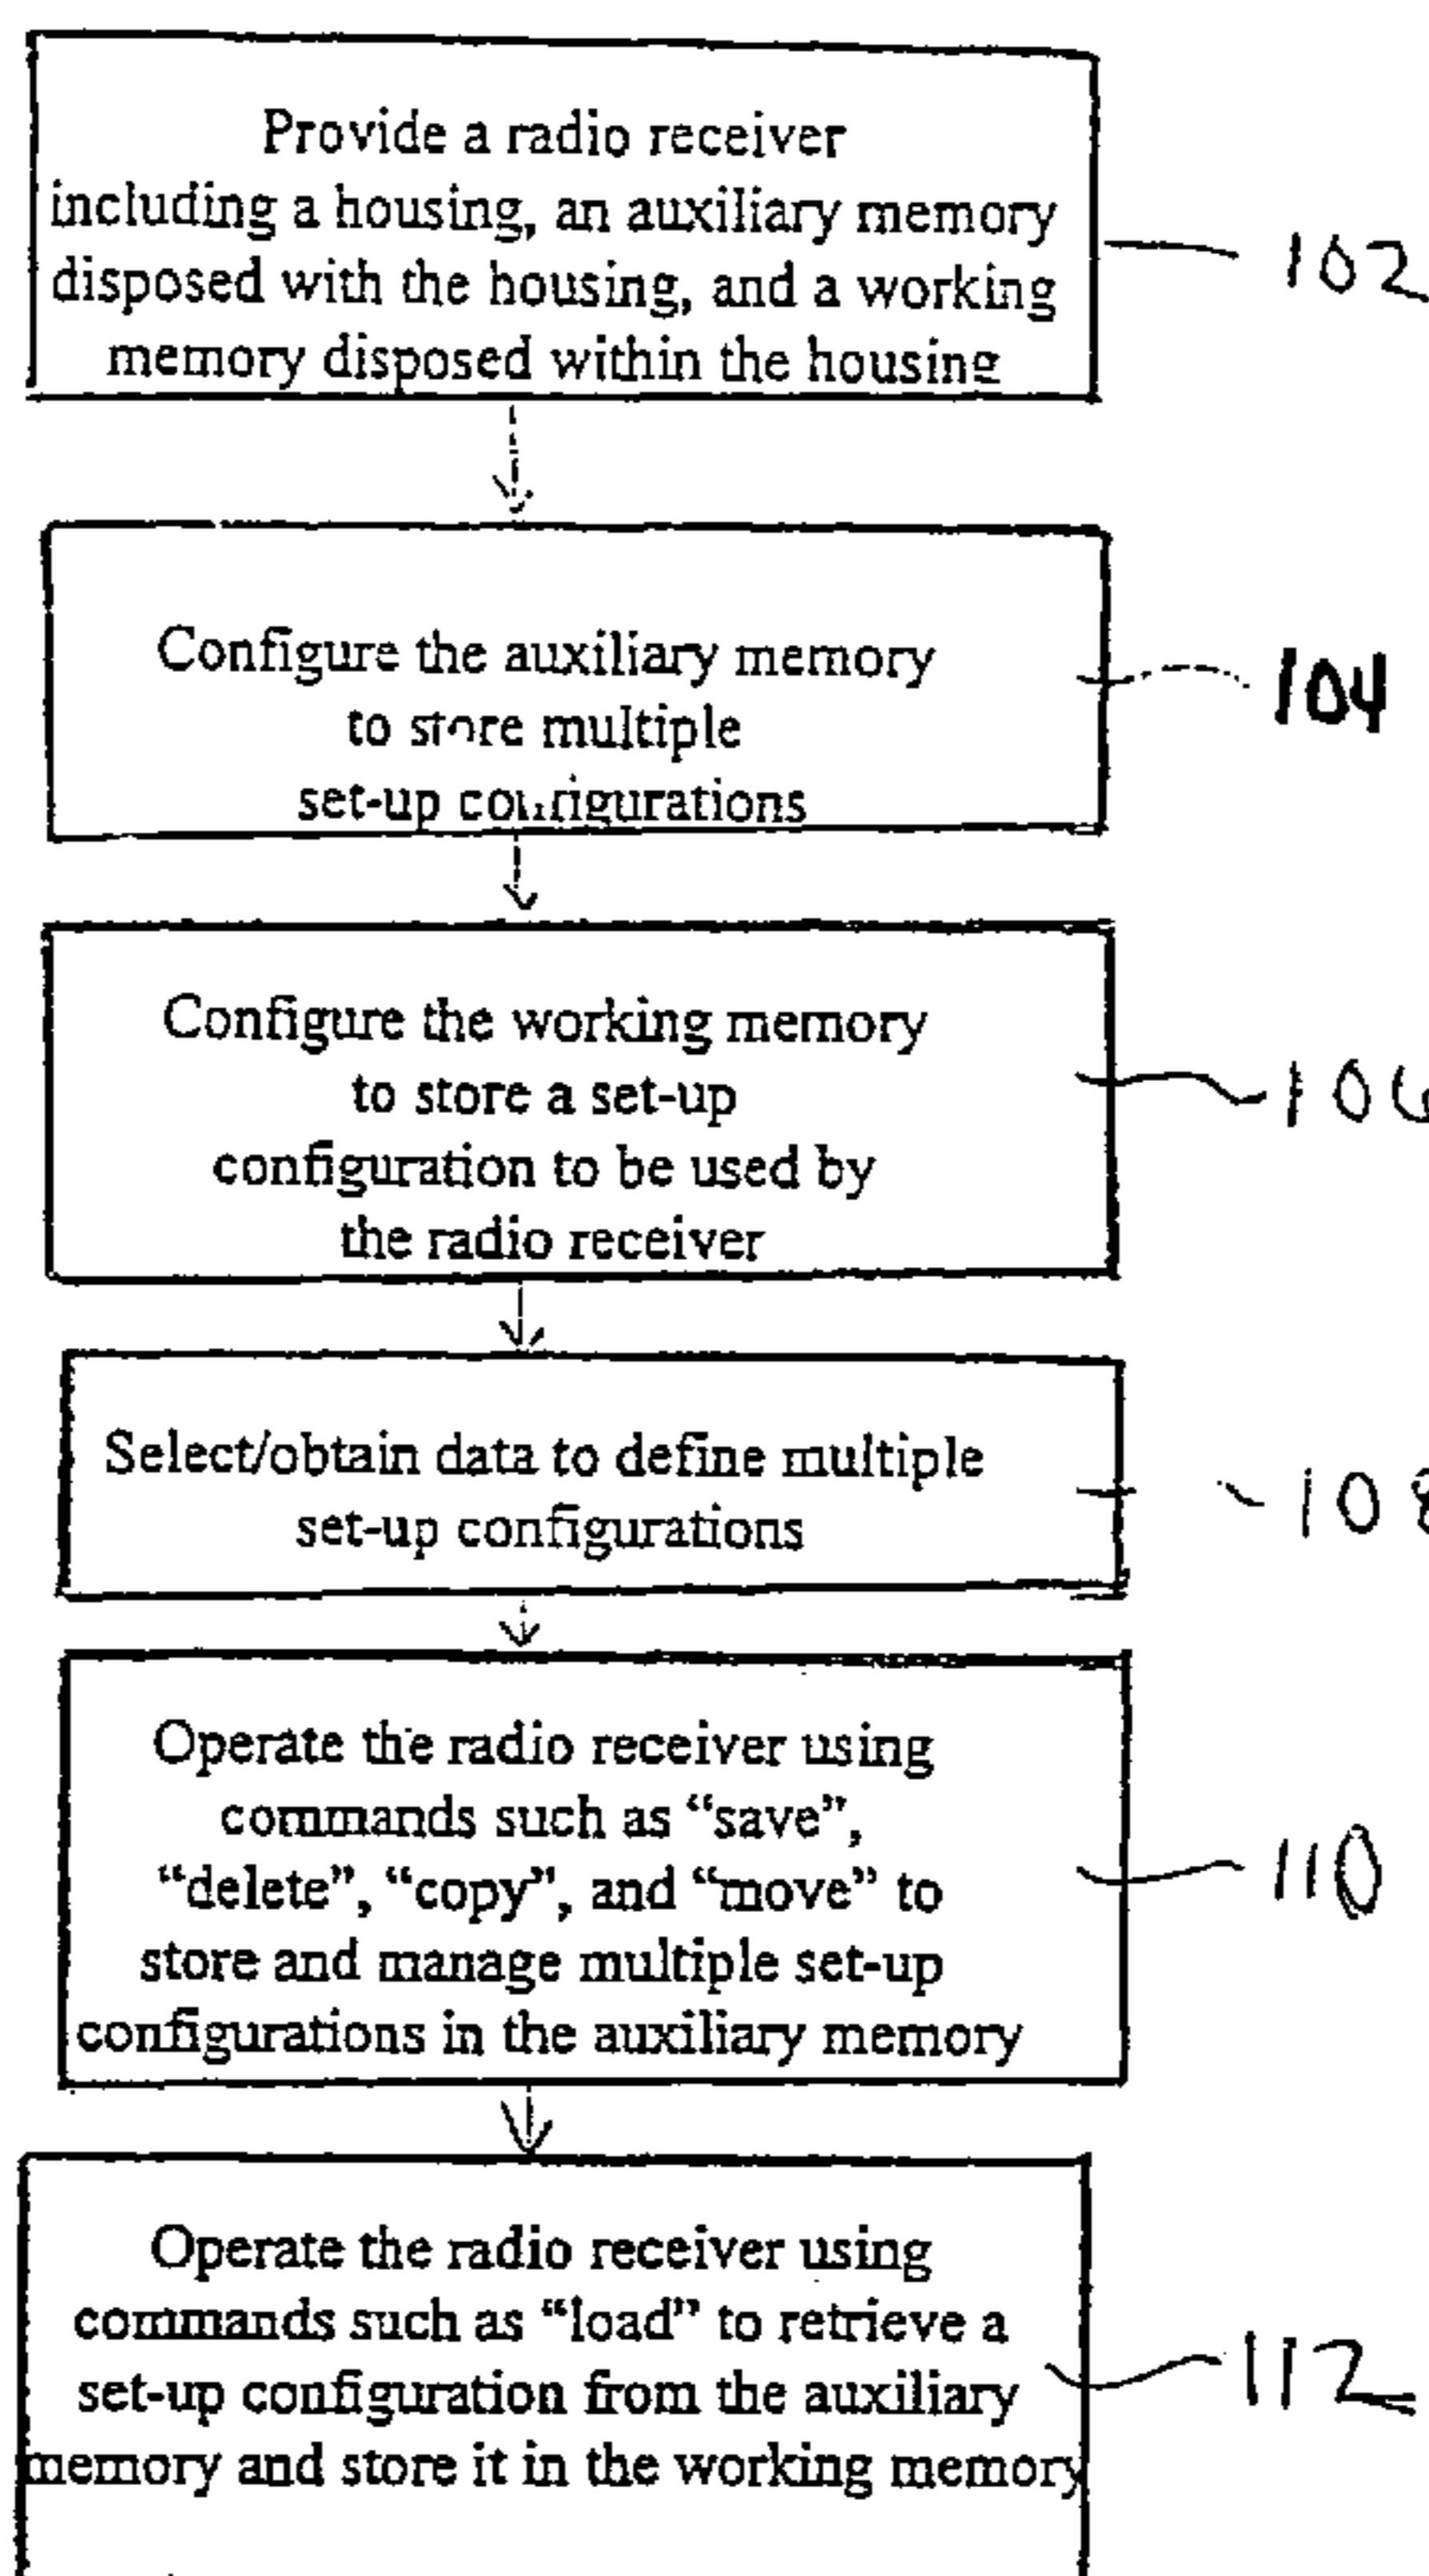 Provide a radio receiver
including a housing, an auxiliary memory
disposed with the housing, and a working
memory disposed within the housing
102
Configure the auxiliary memory
to store multiple
set-up configurations
104
Configure the working memory
to store a set-up
configuration to be used by
the radio receiver
106
Select/obtain data to define multiple
set-up configurations
108
Operate the radio receiver using
commands such as “save”,
“delete”, “copy”, and “move” to
store and manage multiple set-up
configurations in the auxiliary memory
110
Operate the radio receiver using
commands such as “load” to retrieve a
set-up configuration from the auxiliary
memory and store it in the working memory
112